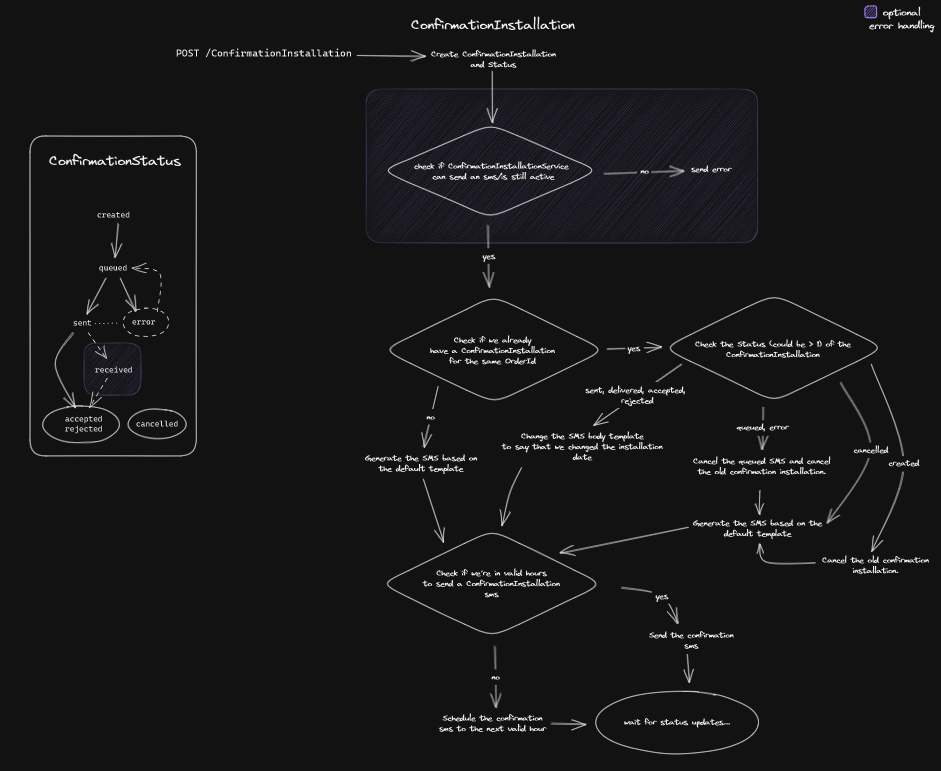 ConfirmationInstallation
optional
error handling
POST /ConfirmationInstallation
Create ConfirmationInstallation
and Status
check if ConfirmationInstallationService
can send an sms/is still active
no
send error
yes
ConfirmationStatus
created
queued
sent
error
received
accepted
rejected
cancelled
Check if we already
have a ConfirmationInstallation
for the same OrderId
yes
Check the Status (could be > 1) of the
ConfirmationInstallation
no
sent, delivered, accepted,
rejected
queued, error
cancelled
created
Generate the SMS based on
the default template
Change the SMS body template
to say that we changed the installation
date
Cancel the queued SMS and cancel
the old confirmation installation.
Generate the SMS based on the
default template
Cancel the old confirmation
installation.
Check if we're in valid hours
to send a ConfirmationInstallation
sms
yes
Send the confirmation
sms
no
Schedule the confirmation
sms to the next valid hour
wait for status updates...